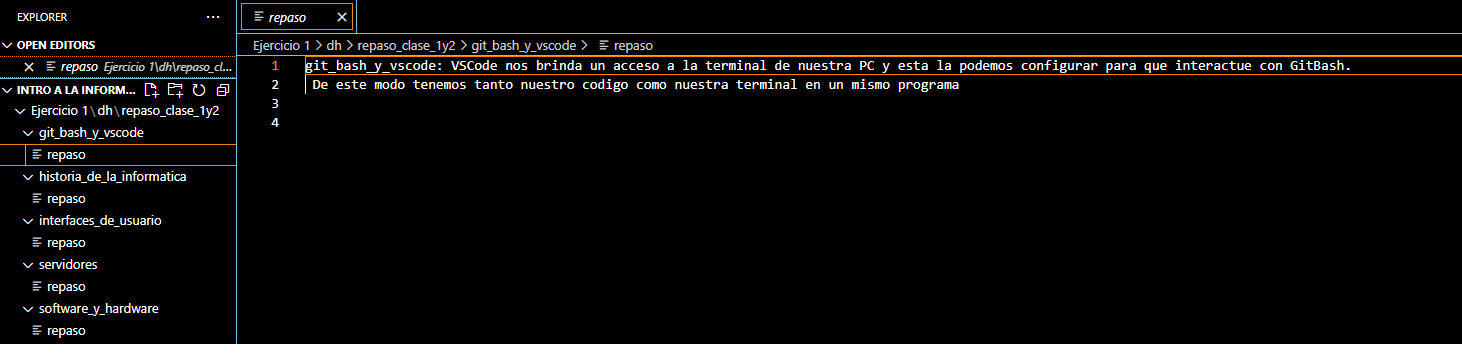 EXPLORER ...
OPEN EDITORS
repaso Ejercicio 1\dh\repaso_cl...
INTRO A LA INFORM...
Ejercicio 1\dh\repaso_clase_1y2
git_bash_y_vscode
repaso
historia_de_la_informatica
repaso
interfaces_de_usuario
repaso
servidores
repaso
software_y_hardware
repaso
repaso
Ejercicio 1 > dh > repaso_clase_1y2 > git_bash_y_vscode > repaso
1 git_bash_y_vscode: VSCode nos brinda un acceso a la terminal de nuestra PC y esta la podemos configurar para que interactue con GitBash.
2 De este modo tenemos tanto nuestro codigo como nuestra terminal en un mismo programa
3
4